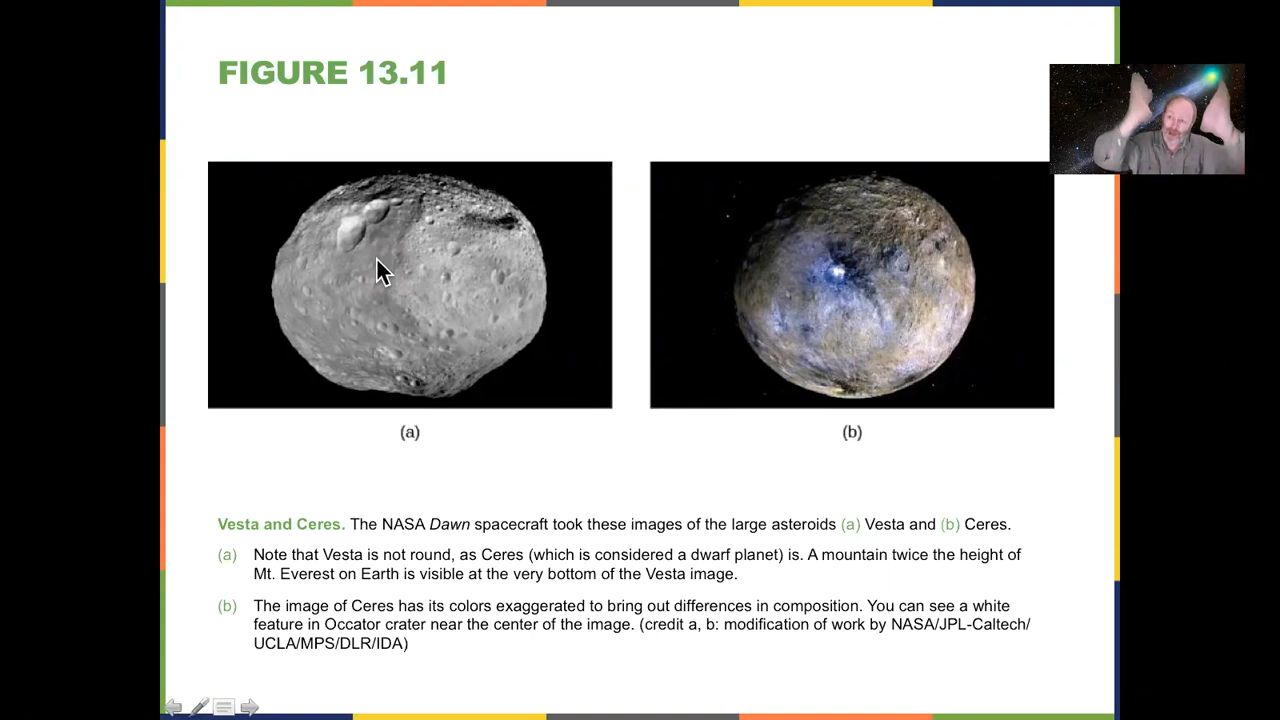 FIGURE 13.11
(a)
(b)
Vesta and Ceres. The NASA Dawn spacecraft took these images of the large asteroids (a) Vesta and (b) Ceres.
(a) Note that Vesta is not round, as Ceres (which is considered a dwarf planet) is. A mountain twice the height of
Mt. Everest on Earth is visible at the very bottom of the Vesta image.
(b) The image of Ceres has its colors exaggerated to bring out differences in composition. You can see a white
feature in Occator crater near the center of the image. (credit a, b: modification of work by NASA/JPL-Caltech/
UCLA/MPS/DLR/IDA)